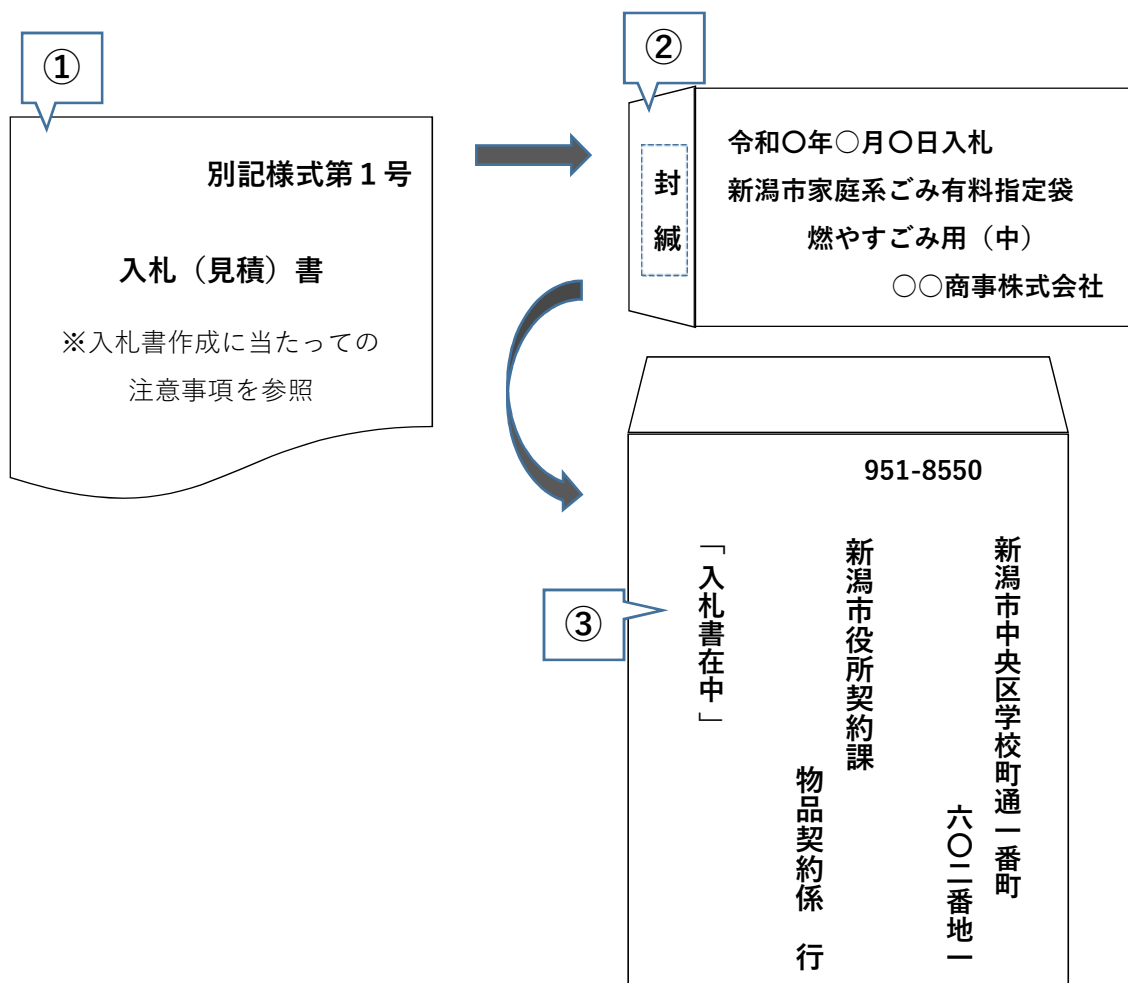 ①
別記様式第１号
入札（見積）書
※入札書作成に当たっての
注意事項を参照
②
封緘
令和〇年○月〇日入札
新潟市家庭系ごみ有料指定袋
燃やすごみ用（中）
○○商事株式会社
③
951-8550
新潟市中央区学校町通一番町
六〇二番地一
新潟市役所契約課
物品契約係　行
「入札書在中」